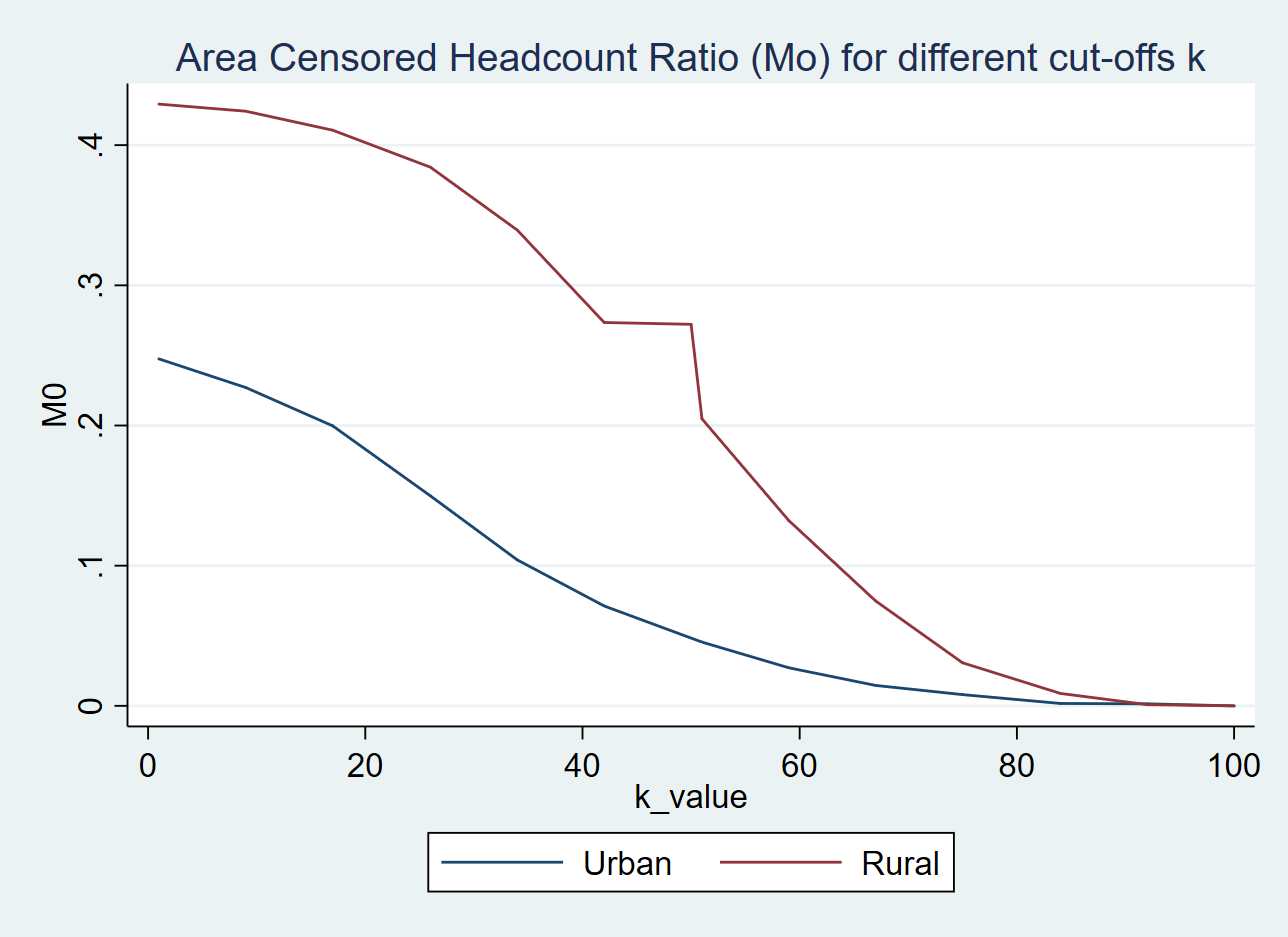 Area Censored Headcount Ratio (Mo) for different cut-offs k
M0
.4
.3
.2
.1
0
0 20 40 60 80 100
k_value
Urban Rural